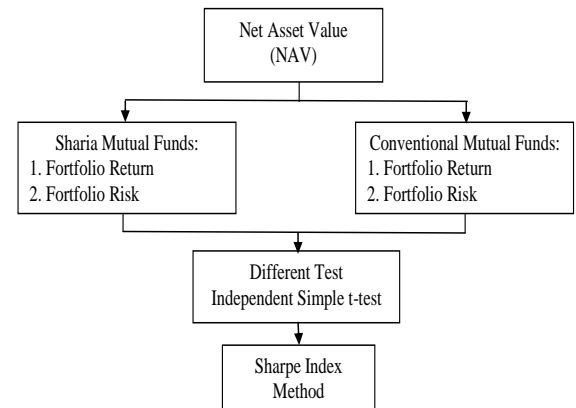 Net Asset Value
(NAV)
Sharia Mutual Funds:
1. Fortfolio Return
2. Fortfolio Risk
Conventional Mutual Funds:
1. Fortfolio Return
2. Fortfolio Risk
Different Test
Independent Simple t-test
Sharpe Index
Method